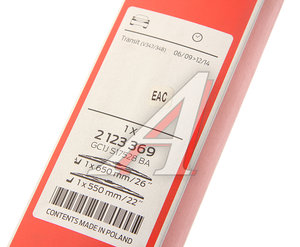 Transit (V347/348) 06/09>12/14
EAC
1 X
2 123 369
GC1J S17528 BA
1 x 650 mm/26"
1 x 550 mm/22"
CONTENTS MADE IN POLAND